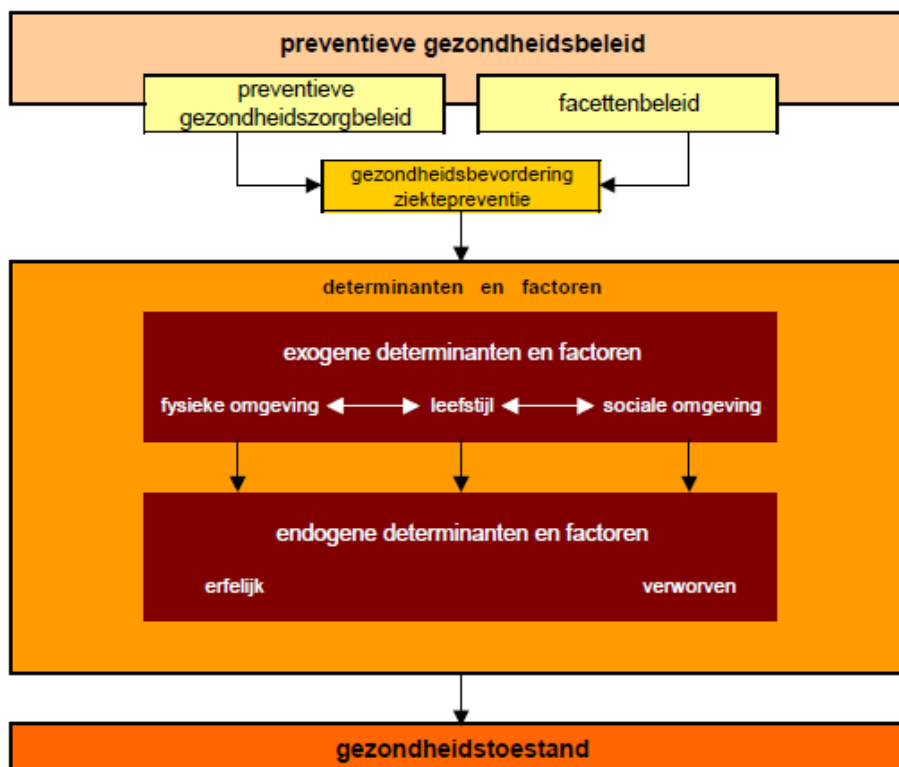 preventieve gezondheidsbeleid
preventieve
gezondheidszorgbeleid
facettenbeleid
gezondheidsbevordering
ziektepreventie
determinanten en factoren
exogene determinanten en factoren
fysieke omgeving leefstijl sociale omgeving
endogene determinanten en factoren
erfelijk verworven
gezondheidstoestand